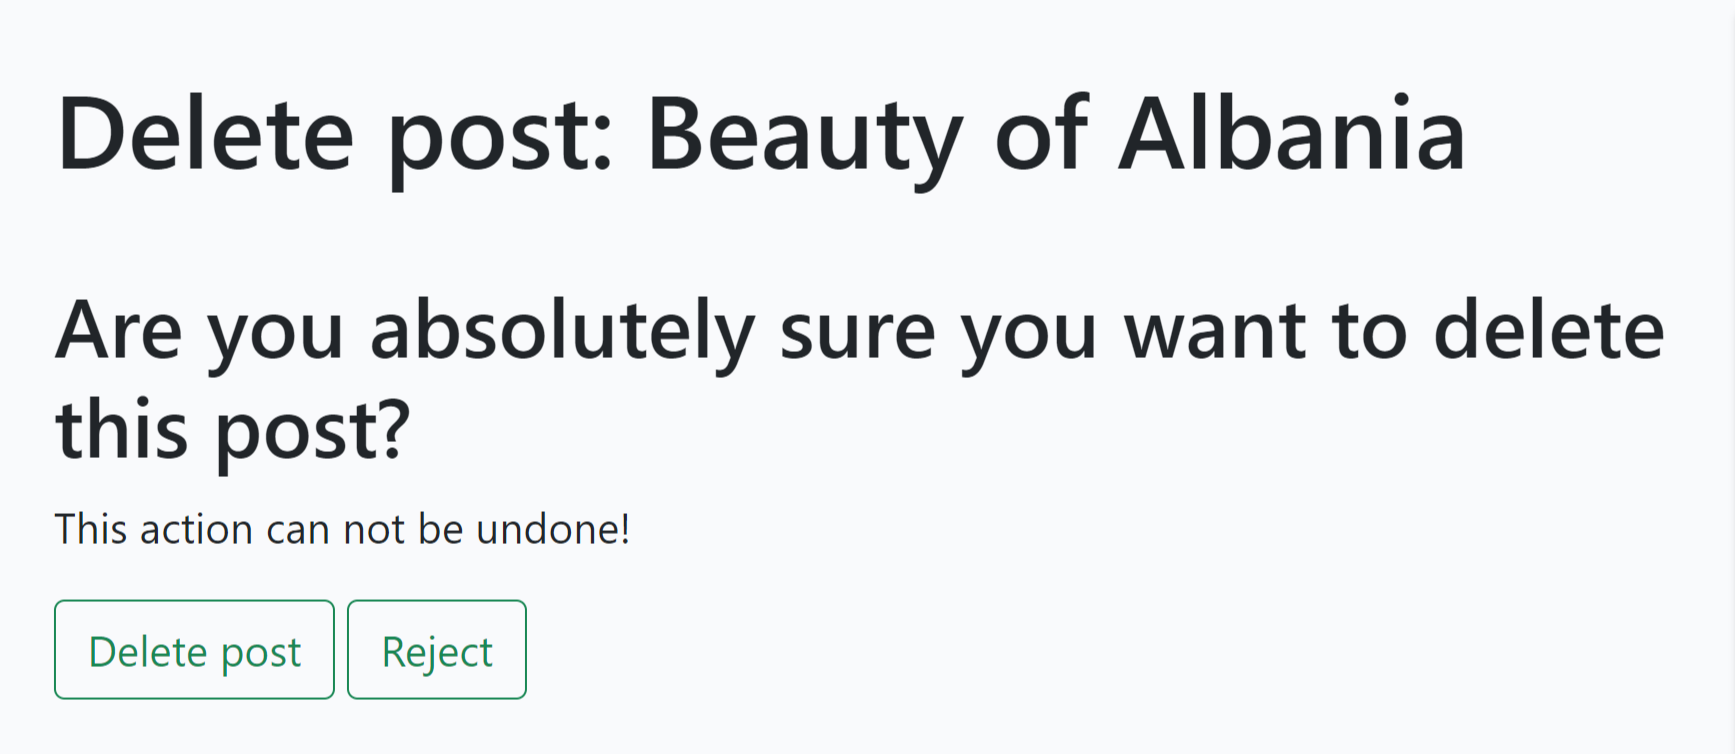 Delete post: Beauty of Albania
Are you absolutely sure you want to delete
this post?
This action can not be undone!
Delete post
Reject